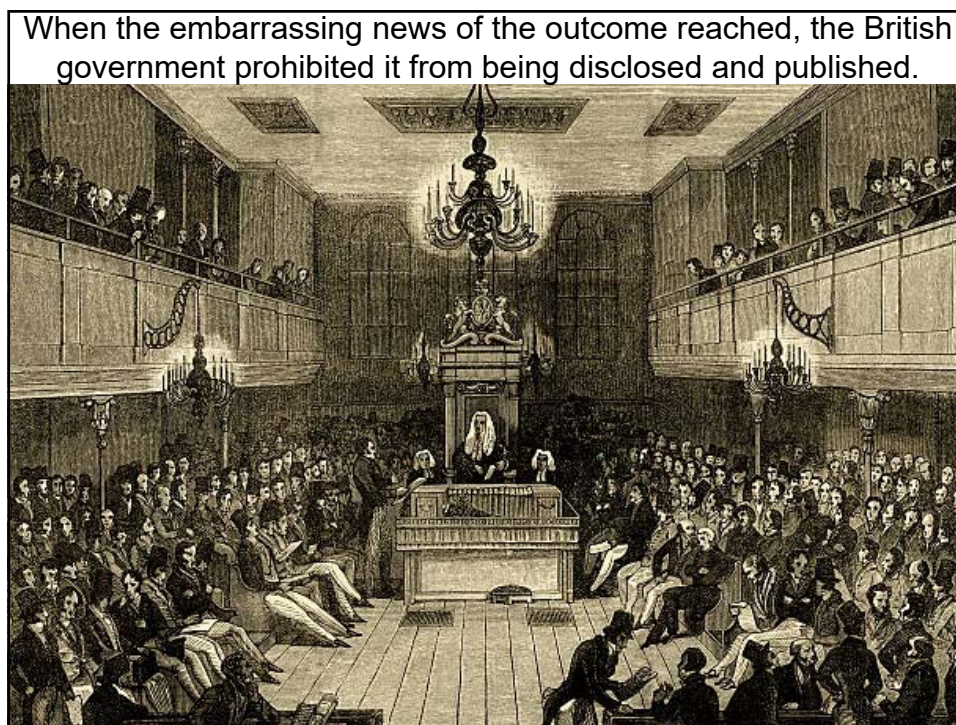 When the embarrassing news of the outcome reached, the British
government prohibited it from being disclosed and published.